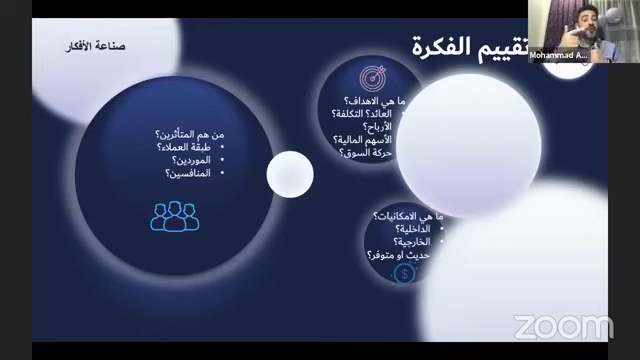 صناعة الأفكار
تقييم الفكرة
Mohammad A...
ما هي الاهداف؟
العائد؟ التكلفة؟
الأرباح؟
الأسهم المالية؟
حركة السوق؟
من هم المتأثرين؟
• طبقة العملاء؟
• الموردين؟
• المنافسين؟
ما هي الامكانيات؟
• الداخلية؟
• الخارجية؟
حديث او متوفر؟
$
zoom